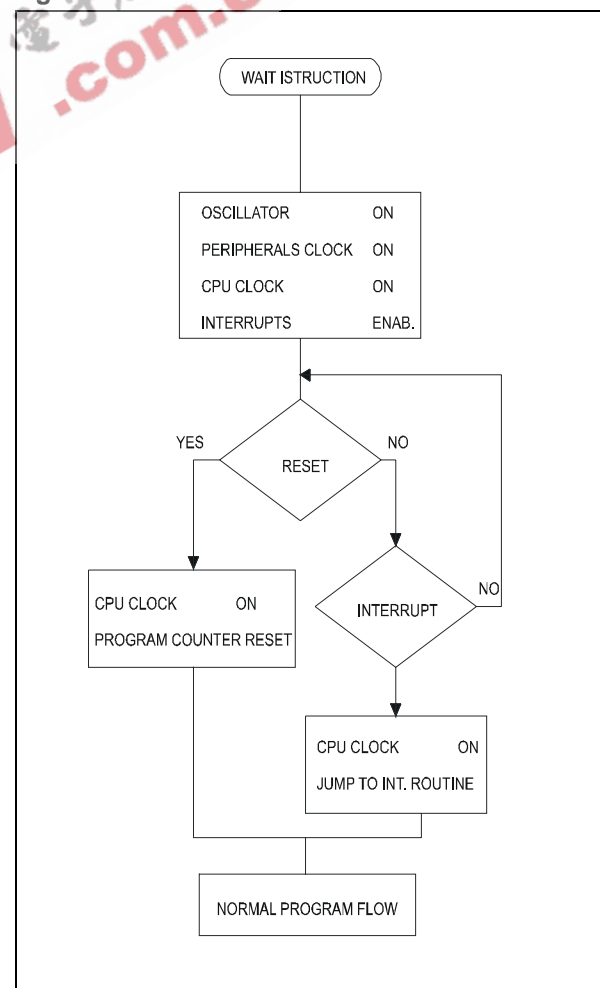 .com.
WAIT ISTRUCTION
OSCILLATOR ON
PERIPHERALS CLOCK ON
CPU CLOCK ON
INTERRUPTS ENAB.
RESET
YES
NO
CPU CLOCK ON
PROGRAM COUNTER RESET
INTERRUPT
NO
CPU CLOCK ON
JUMP TO INT. ROUTINE
NORMAL PROGRAM FLOW